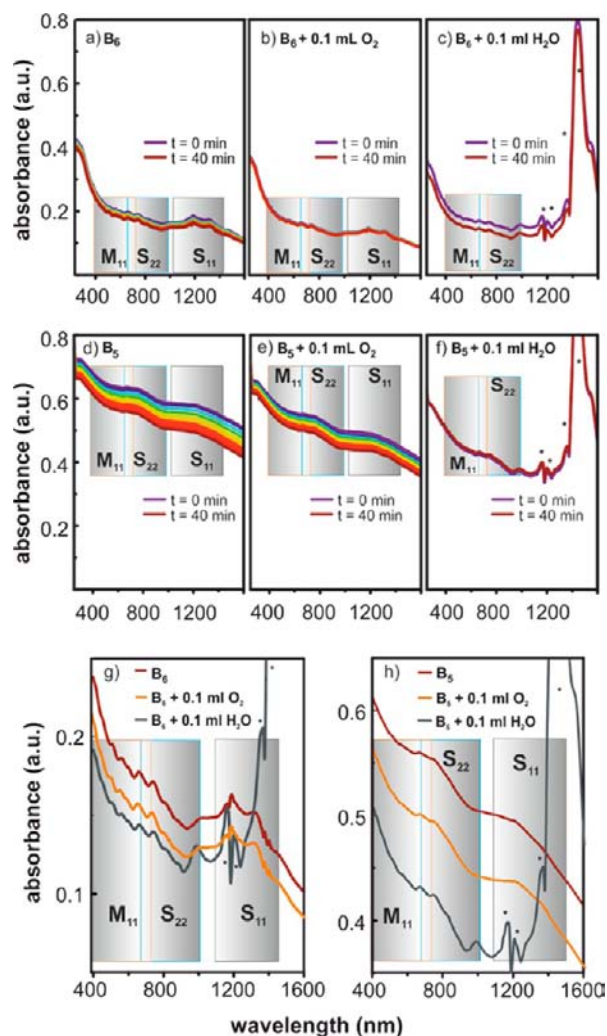 absorbance (a.u.)
0.8
0.6
0.4
0.2
a) B₆
t = 0 min
t = 40 min
M₁₁
S₂₂
S₁₁
400 800 1200
b) B₆ + 0.1 mL O₂
t = 0 min
t = 40 min
M₁₁
S₂₂
S₁₁
400 800 1200
c) B₆ + 0.1 ml H₂O
*
*
t = 0 min
t = 40 min
* *
M₁₁
S₂₂
400 800 1200
absorbance (a.u.)
0.8
0.6
0.4
0.2
d) B₅
M₁₁
S₂₂
S₁₁
t = 0 min
t = 40 min
400 800 1200
e) B₅ + 0.1 mL O₂
M₁₁
S₂₂
S₁₁
t = 0 min
t = 40 min
400 800 1200
f) B₅ + 0.1 ml H₂O
*
S₂₂
*
* *
M₁₁
t = 0 min
t = 40 min
400 800 1200
absorbance (a.u.)
0.2
0.1
g)
B₆
+ 0.1 ml O₂
+ 0.1 ml H₂O
*
*
* *
M₁₁
S₂₂
S₁₁
400 800 1200 1600
0.6
0.5
0.4
h)
B₅
B₅ + 0.1 ml O₂
B₅ + 0.1 ml H₂O
*
S₂₂
S₁₁
*
*
*
M₁₁
400 800 1200 1600
wavelength (nm)